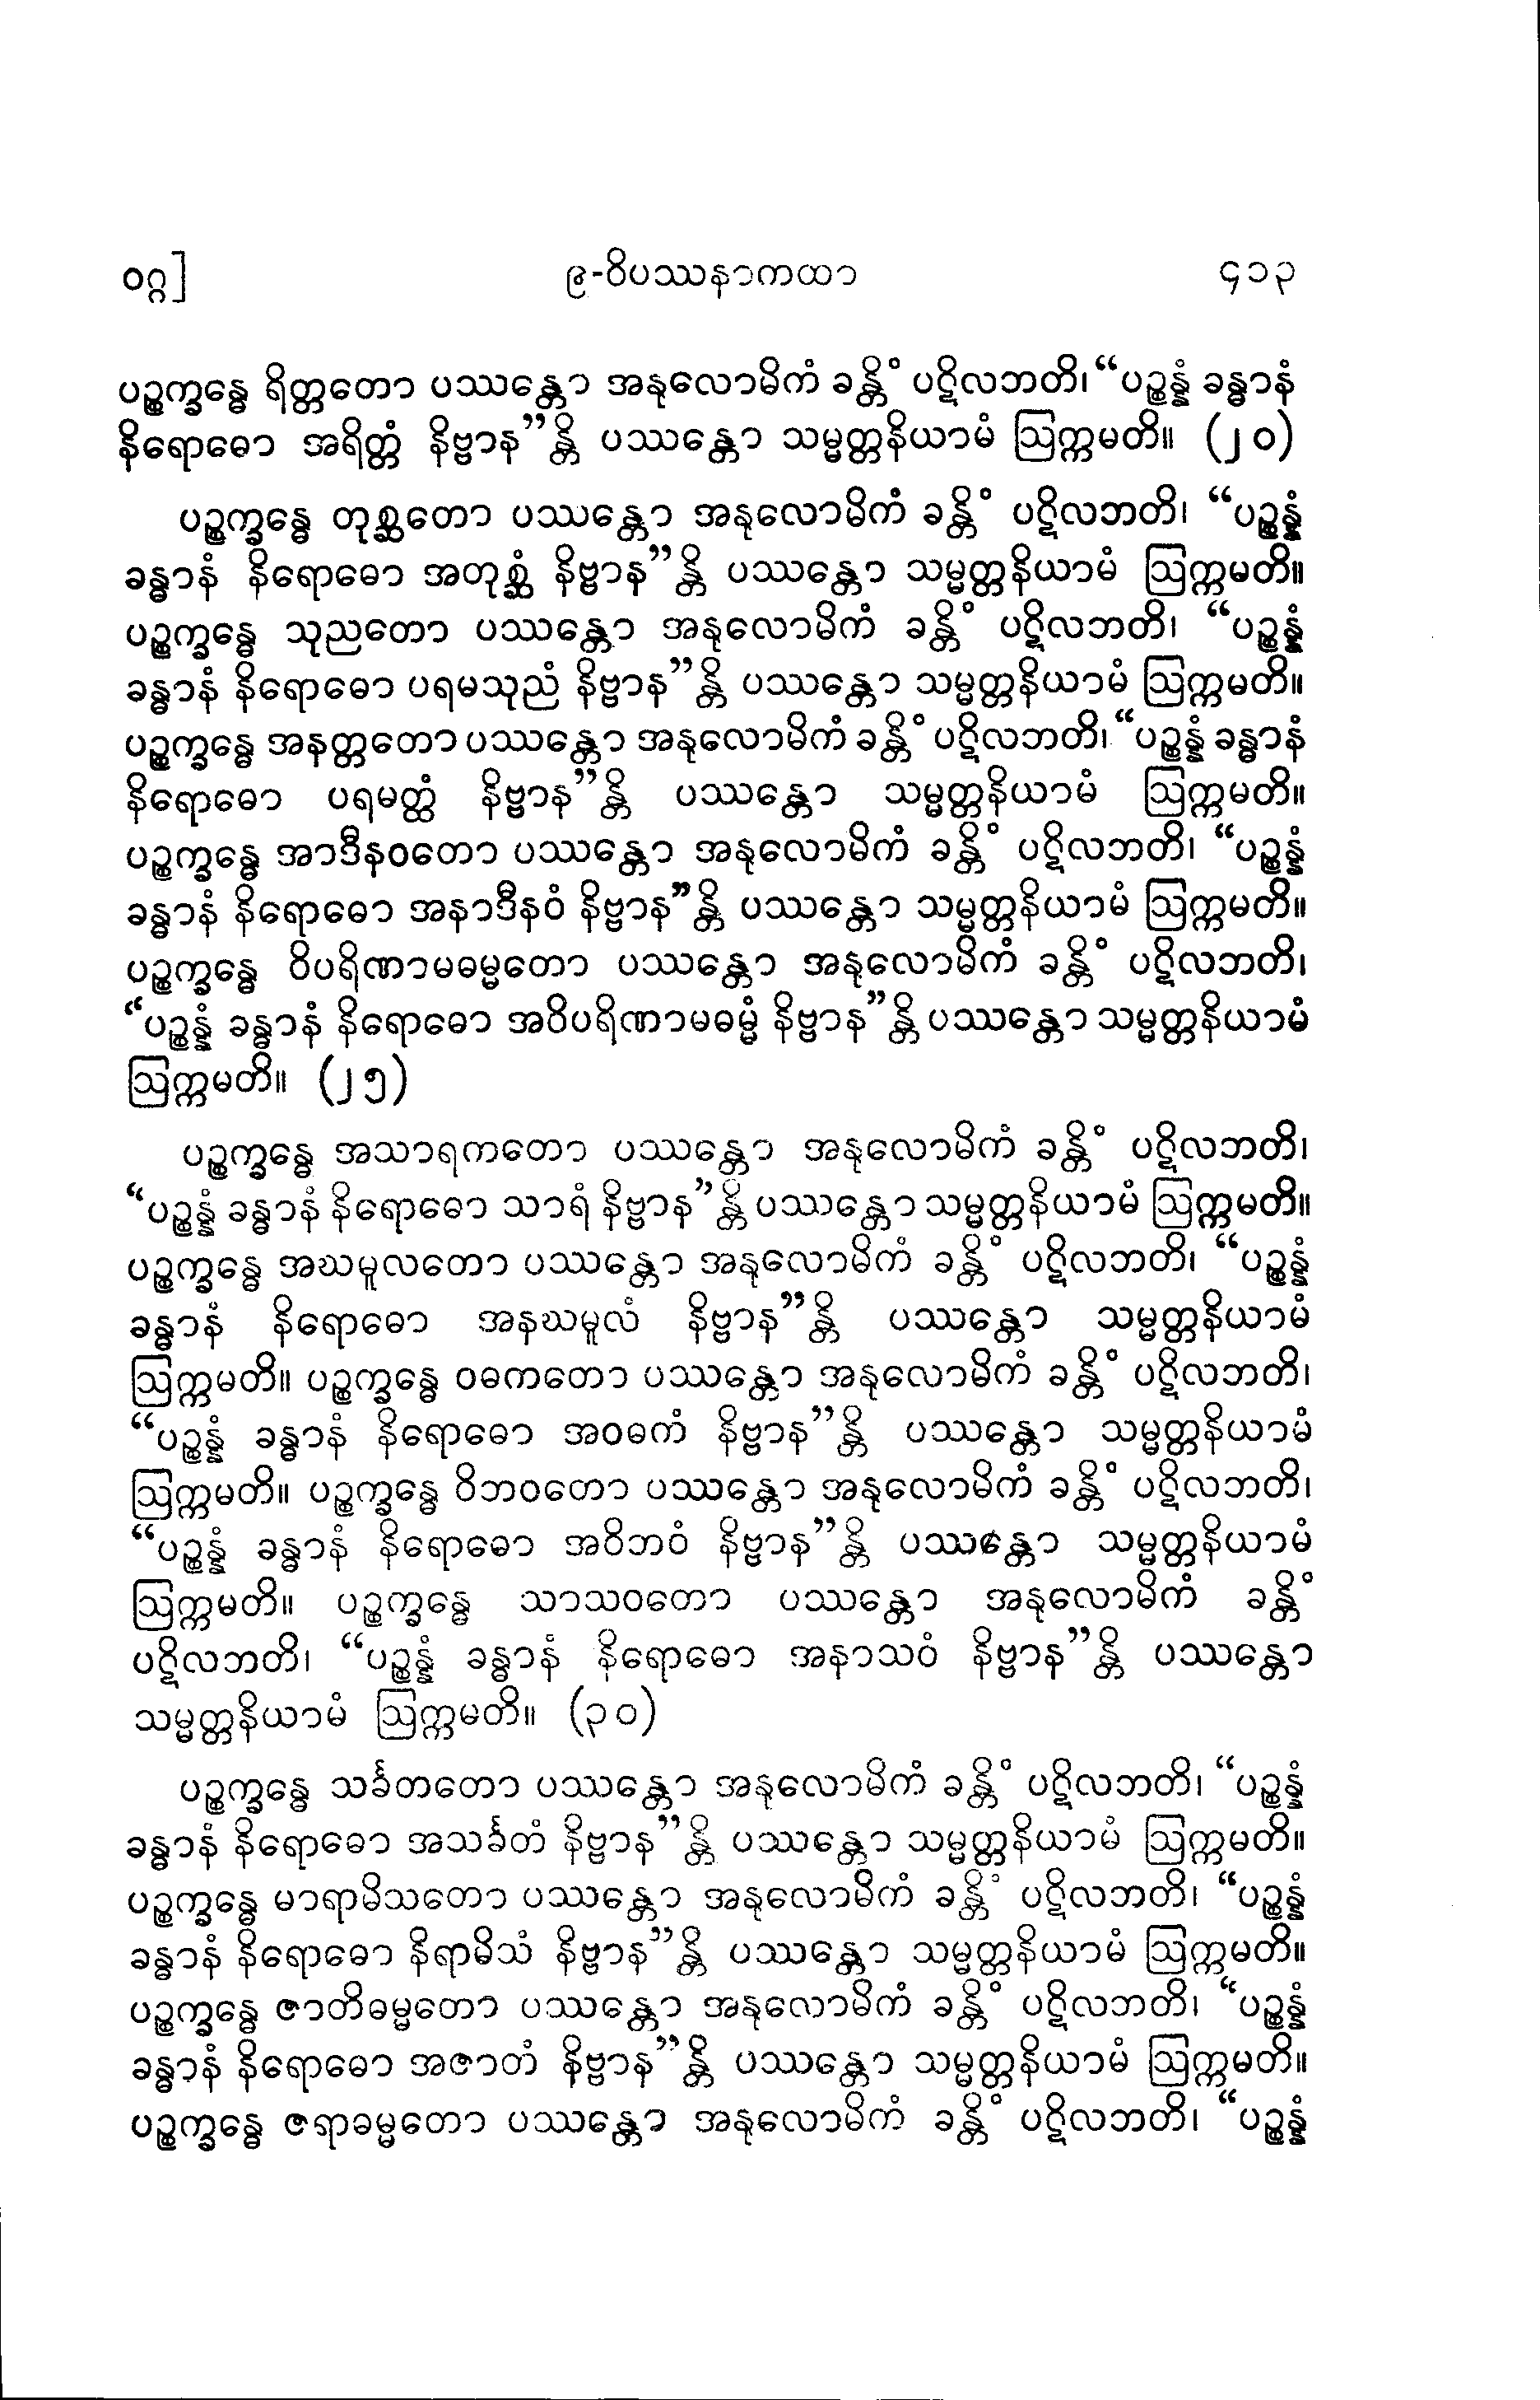 ဝဂ္ဂ] ၉-ဝိပဿနာကထာ ၄၁၃
ပဉ္စက္ခန္ဓေ ရိတ္တတော ပဿန္တော အနုလောမိကံ ခန္တိံ ပဋိလဘတိ၊ “ပဉ္စန္နံ ခန္ဓာနံ
နိရောဓော အရိတ္တံ နိဗ္ဗာန”န္တိ ပဿန္တော သမ္မတ္တနိယာမံ ဩက္ကမတိ။ (၂၀)
ပဉ္စက္ခန္ဓေ တုစ္ဆတော ပဿန္တော အနုလောမိကံ ခန္တိံ ပဋိလဘတိ၊ “ပဉ္စန္နံ
ခန္ဓာနံ နိရောဓော အတုစ္ဆံ နိဗ္ဗာန”န္တိ ပဿန္တော သမ္မတ္တနိယာမံ ဩက္ကမတိ။
ပဉ္စက္ခန္ဓေ သုညတော ပဿန္တော အနုလောမိကံ ခန္တိံ ပဋိလဘတိ၊ “ပဉ္စန္နံ
ခန္ဓာနံ နိရောဓော ပရမသုညံ နိဗ္ဗာန”န္တိ ပဿန္တော သမ္မတ္တနိယာမံ ဩက္ကမတိ။
ပဉ္စက္ခန္ဓေ အနတ္တတော ပဿန္တော အနုလောမိကံ ခန္တိံ ပဋိလဘတိ၊ “ပဉ္စန္နံ ခန္ဓာနံ
နိရောဓော ပရမတ္ထံ နိဗ္ဗာန”န္တိ ပဿန္တော သမ္မတ္တနိယာမံ ဩက္ကမတိ။
ပဉ္စက္ခန္ဓေ အာဒီနဝတော ပဿန္တော အနုလောမိကံ ခန္တိံ ပဋိလဘတိ၊ “ပဉ္စန္နံ
ခန္ဓာနံ နိရောဓော အနာဒီနဝံ နိဗ္ဗာန”န္တိ ပဿန္တော သမ္မတ္တနိယာမံ ဩက္ကမတိ။
ပဉ္စက္ခန္ဓေ ဝိပရိဏာမဓမ္မတော ပဿန္တော အနုလောမိကံ ခန္တိံ ပဋိလဘတိ၊
“ပဉ္စန္နံ ခန္ဓာနံ နိရောဓော အဝိပရိဏာမဓမ္မံ နိဗ္ဗာန”န္တိ ပဿန္တော သမ္မတ္တနိယာမံ
ဩက္ကမတိ။ (၂၅)
ပဉ္စက္ခန္ဓေ အသာရကတော ပဿန္တော အနုလောမိကံ ခန္တိံ ပဋိလဘတိ၊
“ပဉ္စန္နံ ခန္ဓာနံ နိရောဓော သာရံ နိဗ္ဗာန”န္တိ ပဿန္တော သမ္မတ္တနိယာမံ ဩက္ကမတိ။
ပဉ္စက္ခန္ဓေ အဃမူလတော ပဿန္တော အနုလောမိကံ ခန္တိံ ပဋိလဘတိ၊ “ပဉ္စန္နံ
ခန္ဓာနံ နိရောဓော အနဃမူလံ နိဗ္ဗာန”န္တိ ပဿန္တော သမ္မတ္တနိယာမံ
ဩက္ကမတိ။ ပဉ္စက္ခန္ဓေ ဝဓကတော ပဿန္တော အနုလောမိကံ ခန္တိံ ပဋိလဘတိ၊
“ပဉ္စန္နံ ခန္ဓာနံ နိရောဓော အဝဓကံ နိဗ္ဗာန”န္တိ ပဿန္တော သမ္မတ္တနိယာမံ
ဩက္ကမတိ။ ပဉ္စက္ခန္ဓေ ဝိဘဝတော ပဿန္တော အနုလောမိကံ ခန္တိံ ပဋိလဘတိ၊
“ပဉ္စန္နံ ခန္ဓာနံ နိရောဓော အဝိဘဝံ နိဗ္ဗာန”န္တိ ပဿန္တော သမ္မတ္တနိယာမံ
ဩက္ကမတိ။ ပဉ္စက္ခန္ဓေ သာသဝတော ပဿန္တော အနုလောမိကံ ခန္တိံ
ပဋိလဘတိ၊ “ပဉ္စန္နံ ခန္ဓာနံ နိရောဓော အနာသဝံ နိဗ္ဗာန”န္တိ ပဿန္တော
သမ္မတ္တနိယာမံ ဩက္ကမတိ။ (၃၀)
ပဉ္စက္ခန္ဓေ သင်္ခတတော ပဿန္တော အနုလောမိကံ ခန္တိံ ပဋိလဘတိ၊ “ပဉ္စန္နံ
ခန္ဓာနံ နိရောဓော အသင်္ခတံ နိဗ္ဗာန”န္တိ ပဿန္တော သမ္မတ္တနိယာမံ ဩက္ကမတိ။
ပဉ္စက္ခန္ဓေ မာရာမိသတော ပဿန္တော အနုလောမိကံ ခန္တိံ ပဋိလဘတိ၊ “ပဉ္စန္နံ
ခန္ဓာနံ နိရောဓော နိရာမိသံ နိဗ္ဗာန”န္တိ ပဿန္တော သမ္မတ္တနိယာမံ ဩက္ကမတိ။
ပဉ္စက္ခန္ဓေ ဇာတိဓမ္မတော ပဿန္တော အနုလောမိကံ ခန္တိံ ပဋိလဘတိ၊ “ပဉ္စန္နံ
ခန္ဓာနံ နိရောဓော အဇာတံ နိဗ္ဗာန”န္တိ ပဿန္တော သမ္မတ္တနိယာမံ ဩက္ကမတိ။
ပဉ္စက္ခန္ဓေ ဇရာဓမ္မတော ပဿန္တော အနုလောမိကံ ခန္တိံ ပဋိလဘတိ၊ “ပဉ္စန္နံ